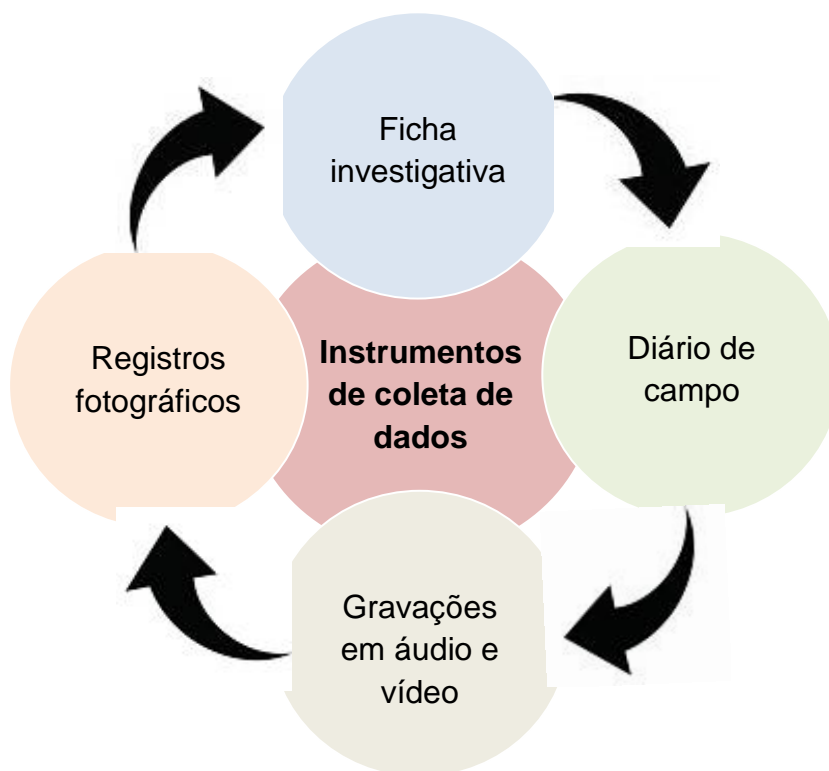 Ficha
investigativa
Diário de
campo
Instrumentos
de coleta de
dados
Registros
fotográficos
Gravações
em áudio e
vídeo